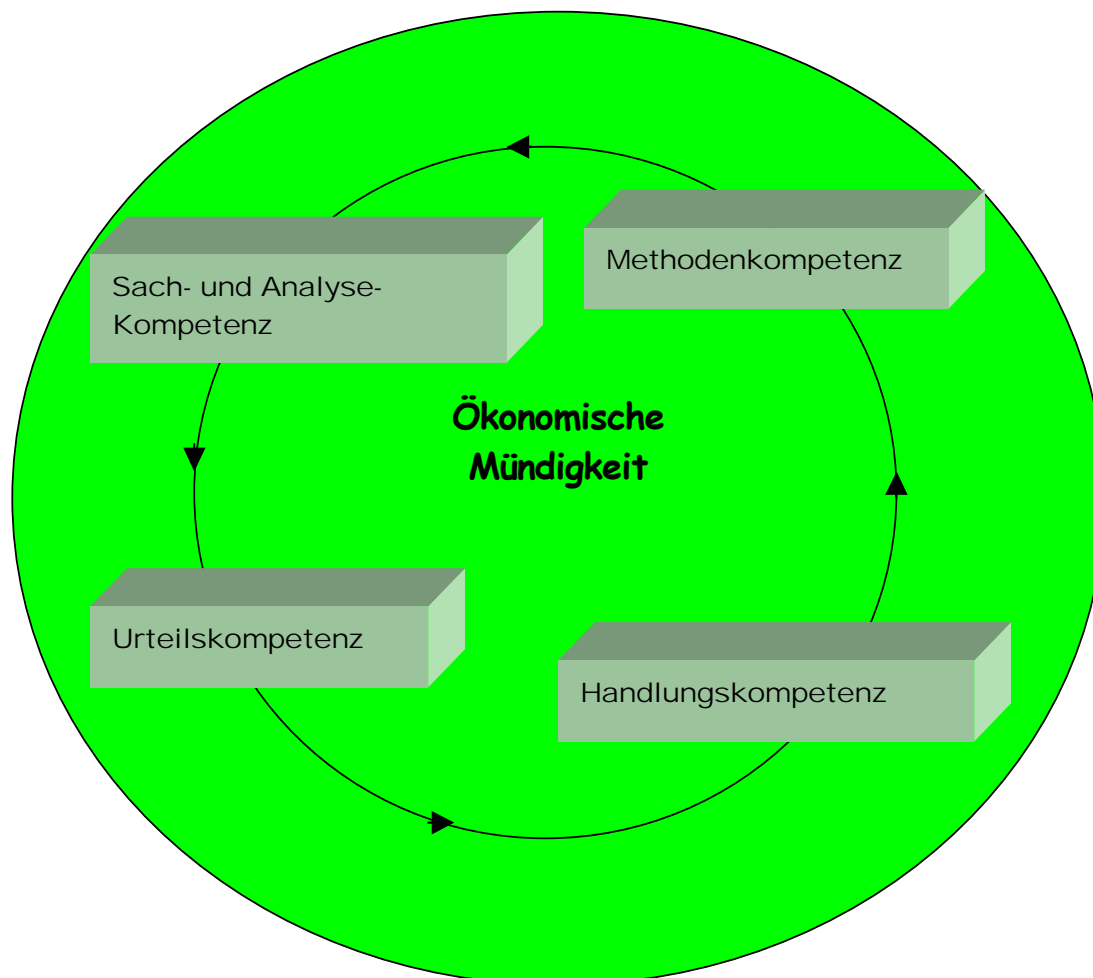 Methodenkompetenz
Sach- und Analyse-
Kompetenz
Ökonomische
Mündigkeit
Urteilskompetenz
Handlungskompetenz